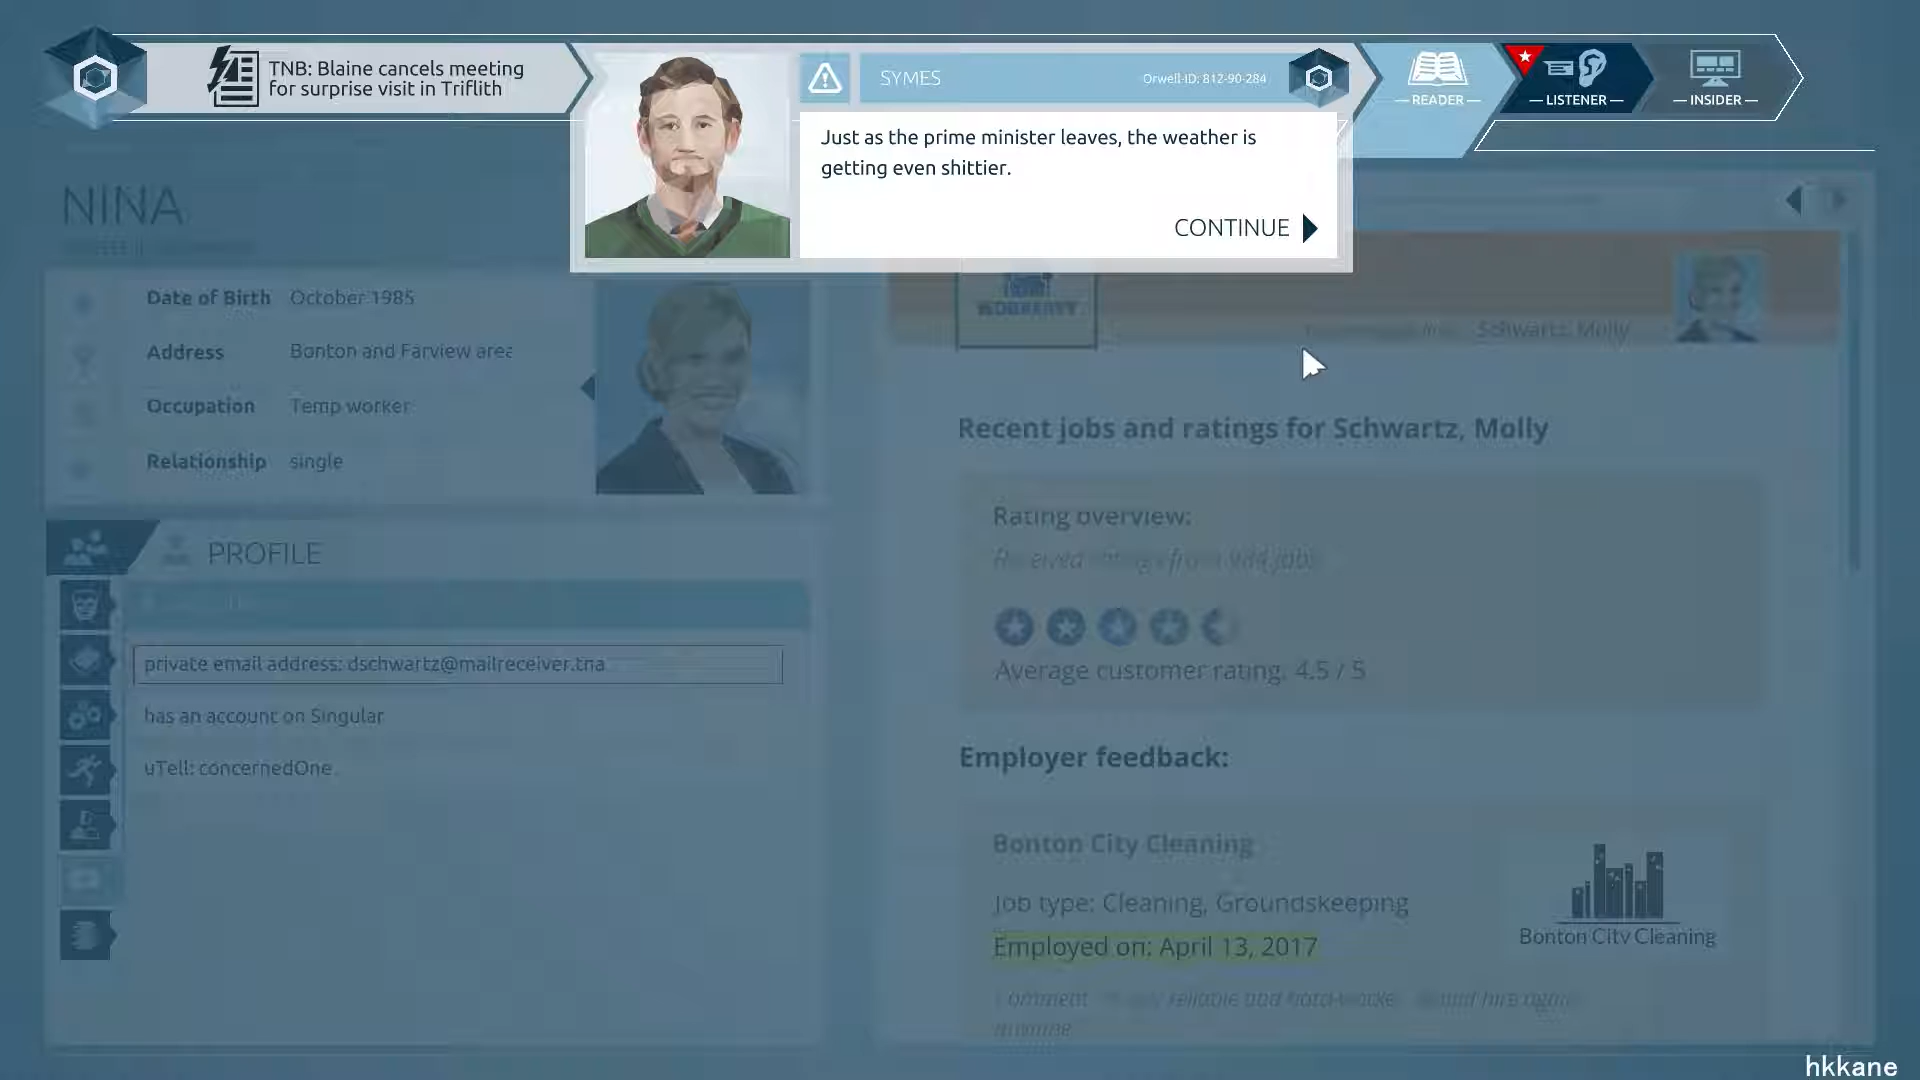 TNB: Blaine cancels meeting
for surprise visit in Triflith
SYMES
Orwell-ID: 812-90-284
Just as the prime minister leaves, the weather is
getting even shittier.
CONTINUE
READER
LISTENER
INSIDER
NINA
Date of Birth October 1985
Address Bonton and Farview area
Occupation Temp worker
Relationship single
PROFILE
private email address: dschwartz@mailreceiver.tna
has an account on Singular
uTell: concernedOne
Schwartz, Molly
Recent jobs and ratings for Schwartz, Molly
Rating overview:
Average customer rating: 4.5 / 5
Employer feedback:
Bonton City Cleaning
Job type: Cleaning, Groundskeeping
Employed on: April 13, 2017
Bonton City Cleaning
Comment
reliable and
anytime
hkkane